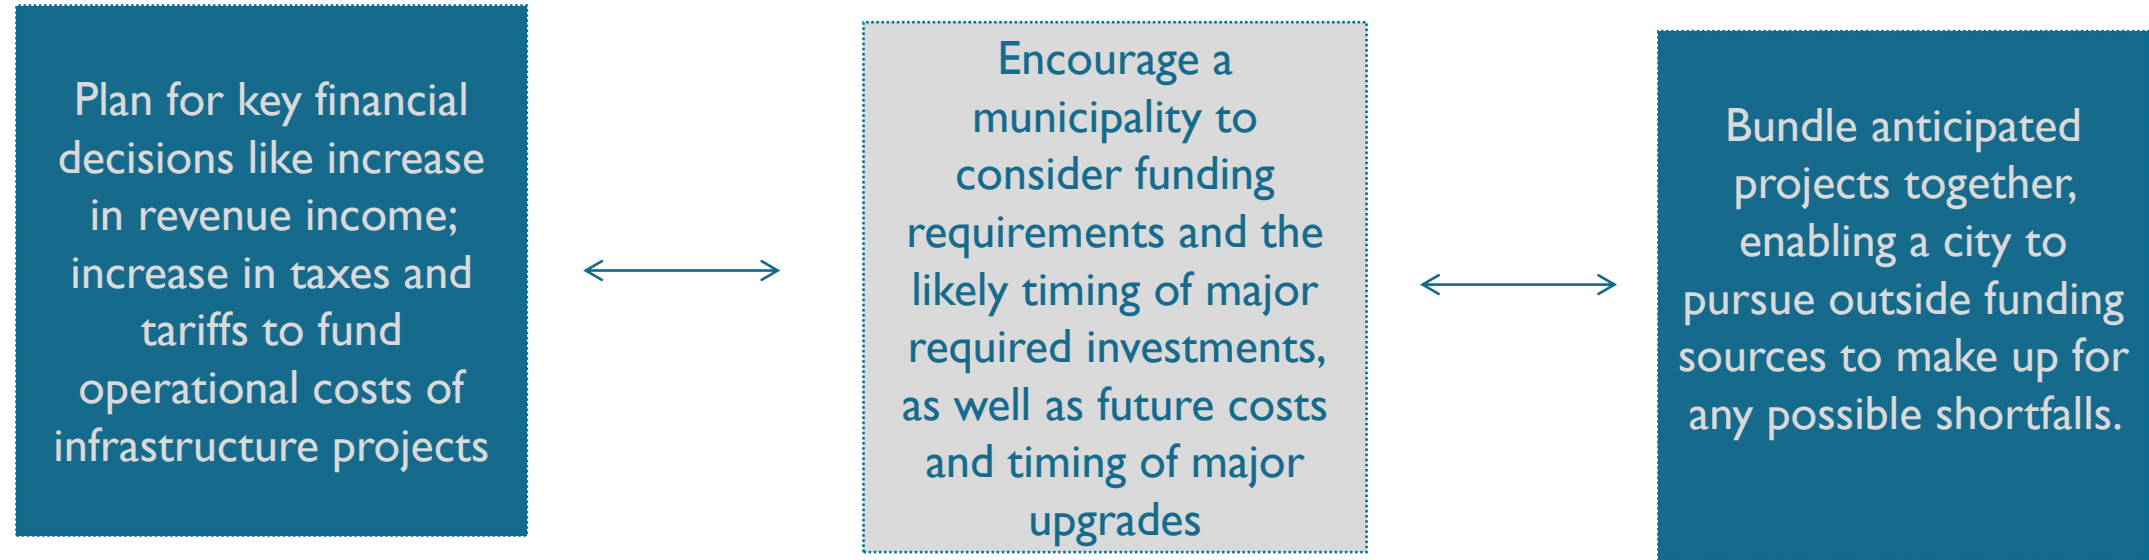 Plan for key financial
decisions like increase
in revenue income;
increase in taxes and
tariffs to fund
operational costs of
infrastructure projects
Encourage a
municipality to
consider funding
requirements and the
likely timing of major
required investments,
as well as future costs
and timing of major
upgrades
Bundle anticipated
projects together,
enabling a city to
pursue outside funding
sources to make up for
any possible shortfalls.